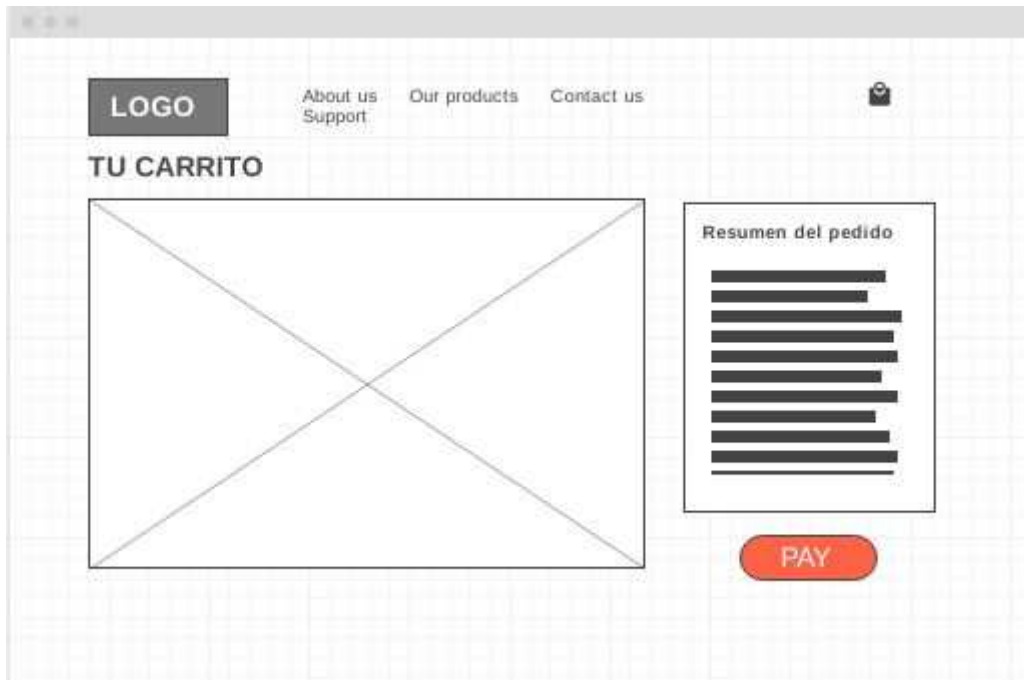 LOGO
About us Our products Contact us
Support
TU CARRITO
Resumen del pedido
PAY